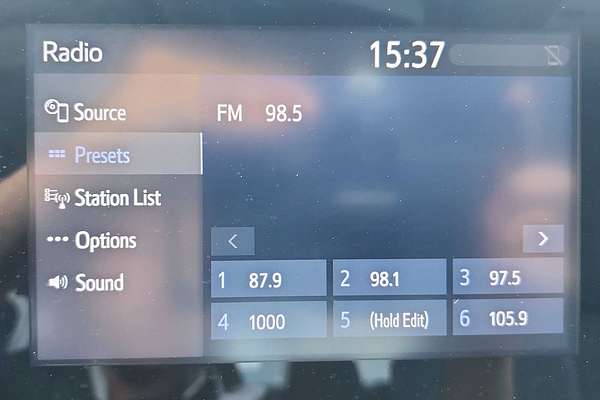 Radio 15:37
Source
FM 98.5
Presets
Station List
Options
Sound
1 87.9 2 98.1 3 97.5
4 1000 5 (Hold Edit) 6 105.9